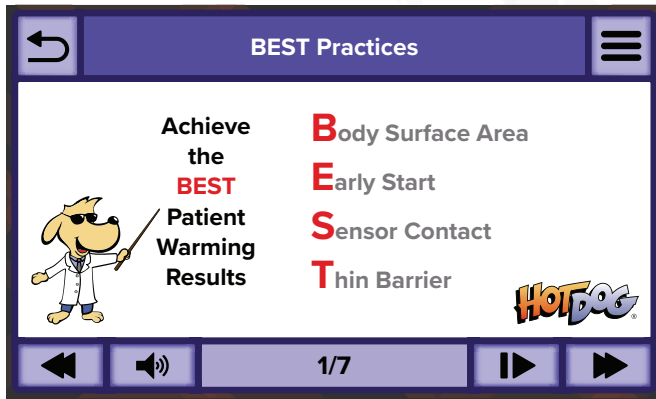 BEST Practices
Achieve
the
BEST
Patient
Warming
Results
Body Surface Area
Early Start
Sensor Contact
Thin Barrier
HOTDOG®
1/7